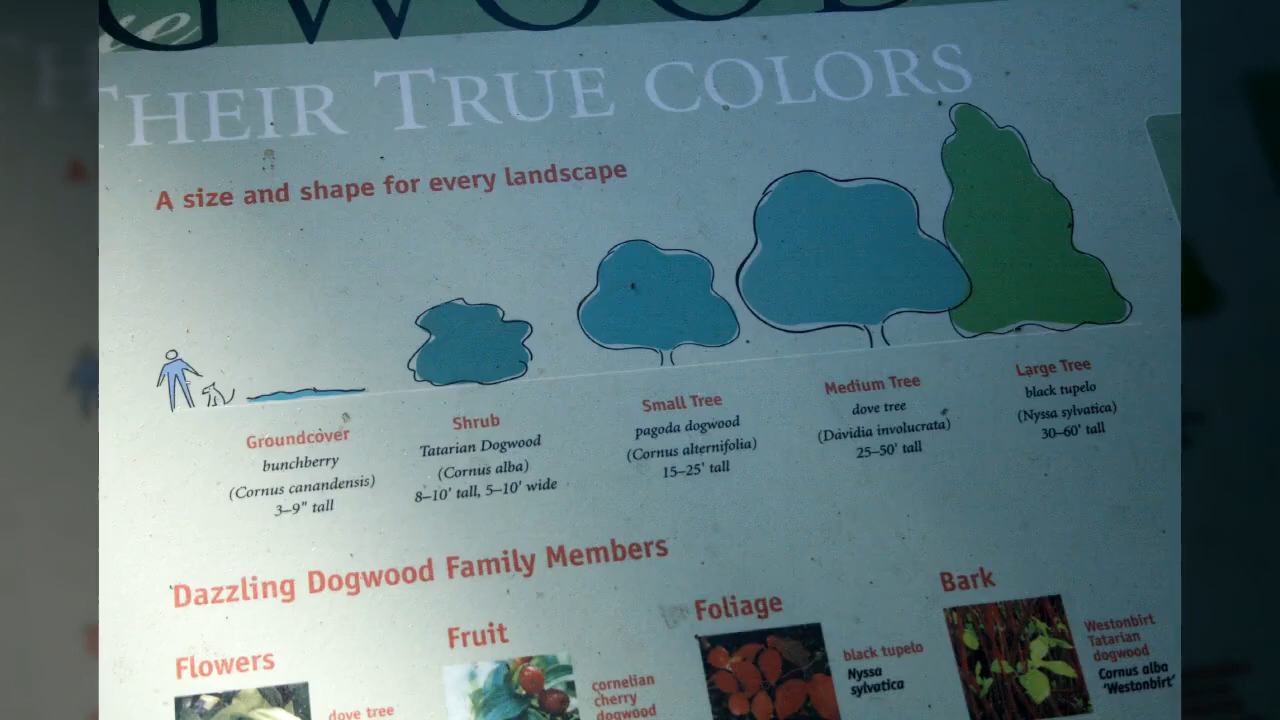 the
GWOOD
THEIR TRUE COLORS
A size and shape for every landscape
Groundcover
bunchberry
(Cornus canandensis)
3–9" tall
Shrub
Tatarian Dogwood
(Cornus alba)
8–10' tall, 5–10' wide
Small Tree
pagoda dogwood
(Cornus alternifolia)
15–25' tall
Medium Tree
dove tree
(Davidia involucrata)
25–50' tall
Large Tree
black tupelo
(Nyssa sylvatica)
30–60' tall
Dazzling Dogwood Family Members
Flowers
dove tree
Fruit
cornelian
cherry
dogwood
Foliage
black tupelo
Nyssa
sylvatica
Bark
Westonbirt
Tatarian
dogwood
Cornus alba
'Westonbirt'